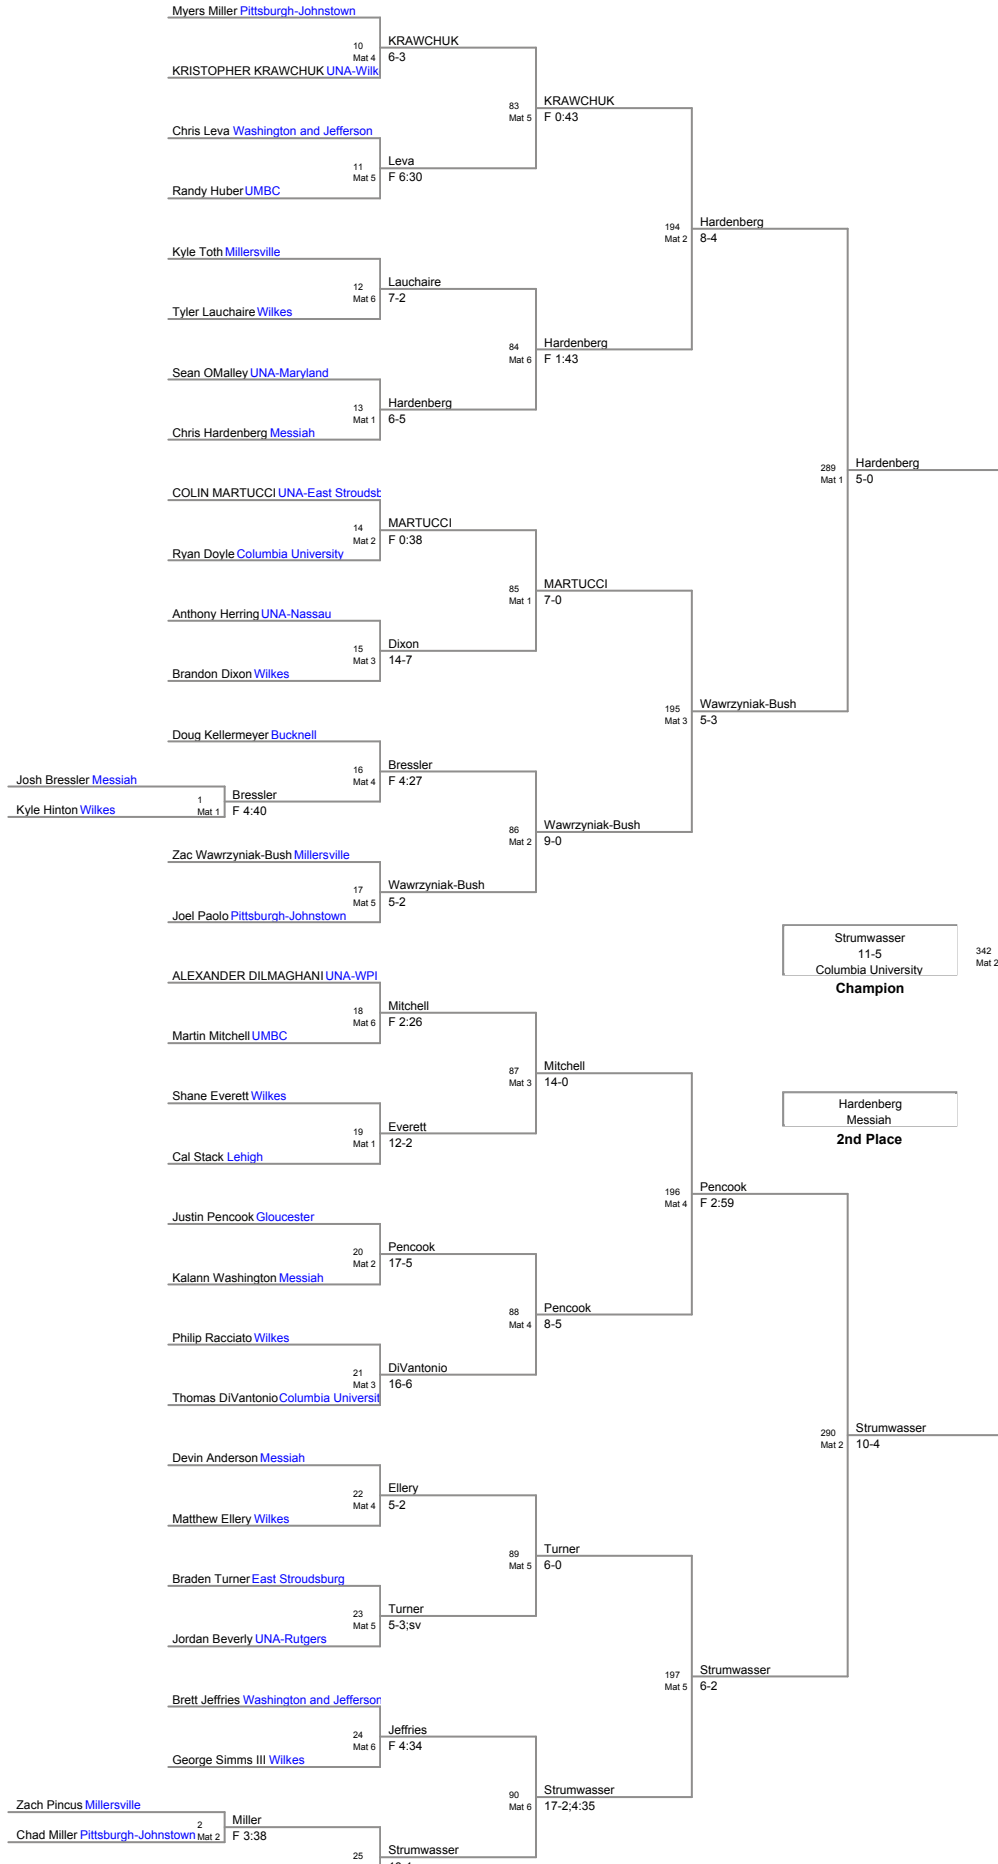 Myers Miller Pittsburgh-Johnstown
10
Mat 4
KRAWCHUK
6-3
KRISTOPHER KRAWCHUK UNA-Wilk
83
Mat 5
KRAWCHUK
F 0:43
Chris Leva Washington and Jefferson
11
Mat 5
Leva
F 6:30
Randy Huber UMBC
194
Mat 2
Hardenberg
8-4
Kyle Toth Millersville
12
Mat 6
Lauchaire
7-2
Tyler Lauchaire Wilkes
84
Mat 6
Hardenberg
F 1:43
Sean OMalley UNA-Maryland
13
Mat 1
Hardenberg
6-5
Chris Hardenberg Messiah
289
Mat 1
Hardenberg
5-0
COLIN MARTUCCI UNA-East Stroudsb
14
Mat 2
MARTUCCI
F 0:38
Ryan Doyle Columbia University
85
Mat 1
MARTUCCI
7-0
Anthony Herring UNA-Nassau
15
Mat 3
Dixon
14-7
Brandon Dixon Wilkes
195
Mat 3
Wawrzyniak-Bush
5-3
Doug Kellermeyer Bucknell
16
Mat 4
Bressler
F 4:27
Josh Bressler Messiah
1
Mat 1
Bressler
F 4:40
Kyle Hinton Wilkes
86
Mat 2
Wawrzyniak-Bush
9-0
Zac Wawrzyniak-Bush Millersville
17
Mat 5
Wawrzyniak-Bush
5-2
Joel Paolo Pittsburgh-Johnstown
Strumwasser
11-5
Columbia University
Champion
342
Mat 2
ALEXANDER DILMAGHANI UNA-WPI
18
Mat 6
Mitchell
F 2:26
Martin Mitchell UMBC
87
Mat 3
Mitchell
14-0
Shane Everett Wilkes
19
Mat 1
Everett
12-2
Cal Stack Lehigh
Hardenberg
Messiah
2nd Place
196
Mat 4
Pencook
F 2:59
Justin Pencook Gloucester
20
Mat 2
Pencook
17-5
Kalann Washington Messiah
88
Mat 4
Pencook
8-5
Philip Racciato Wilkes
21
Mat 3
DiVantonio
16-6
Thomas DiVantonio Columbia Universit
290
Mat 2
Strumwasser
10-4
Devin Anderson Messiah
22
Mat 4
Ellery
5-2
Matthew Ellery Wilkes
89
Mat 5
Turner
6-0
Braden Turner East Stroudsburg
23
Mat 5
Turner
5-3;sv
Jordan Beverly UNA-Rutgers
197
Mat 5
Strumwasser
6-2
Brett Jeffries Washington and Jefferson
24
Mat 6
Jeffries
F 4:34
George Simms III Wilkes
90
Mat 6
Strumwasser
17-2;4:35
Zach Pincus Millersville
2
Mat 2
Miller
F 3:38
Chad Miller Pittsburgh-Johnstown
25
Strumwasser